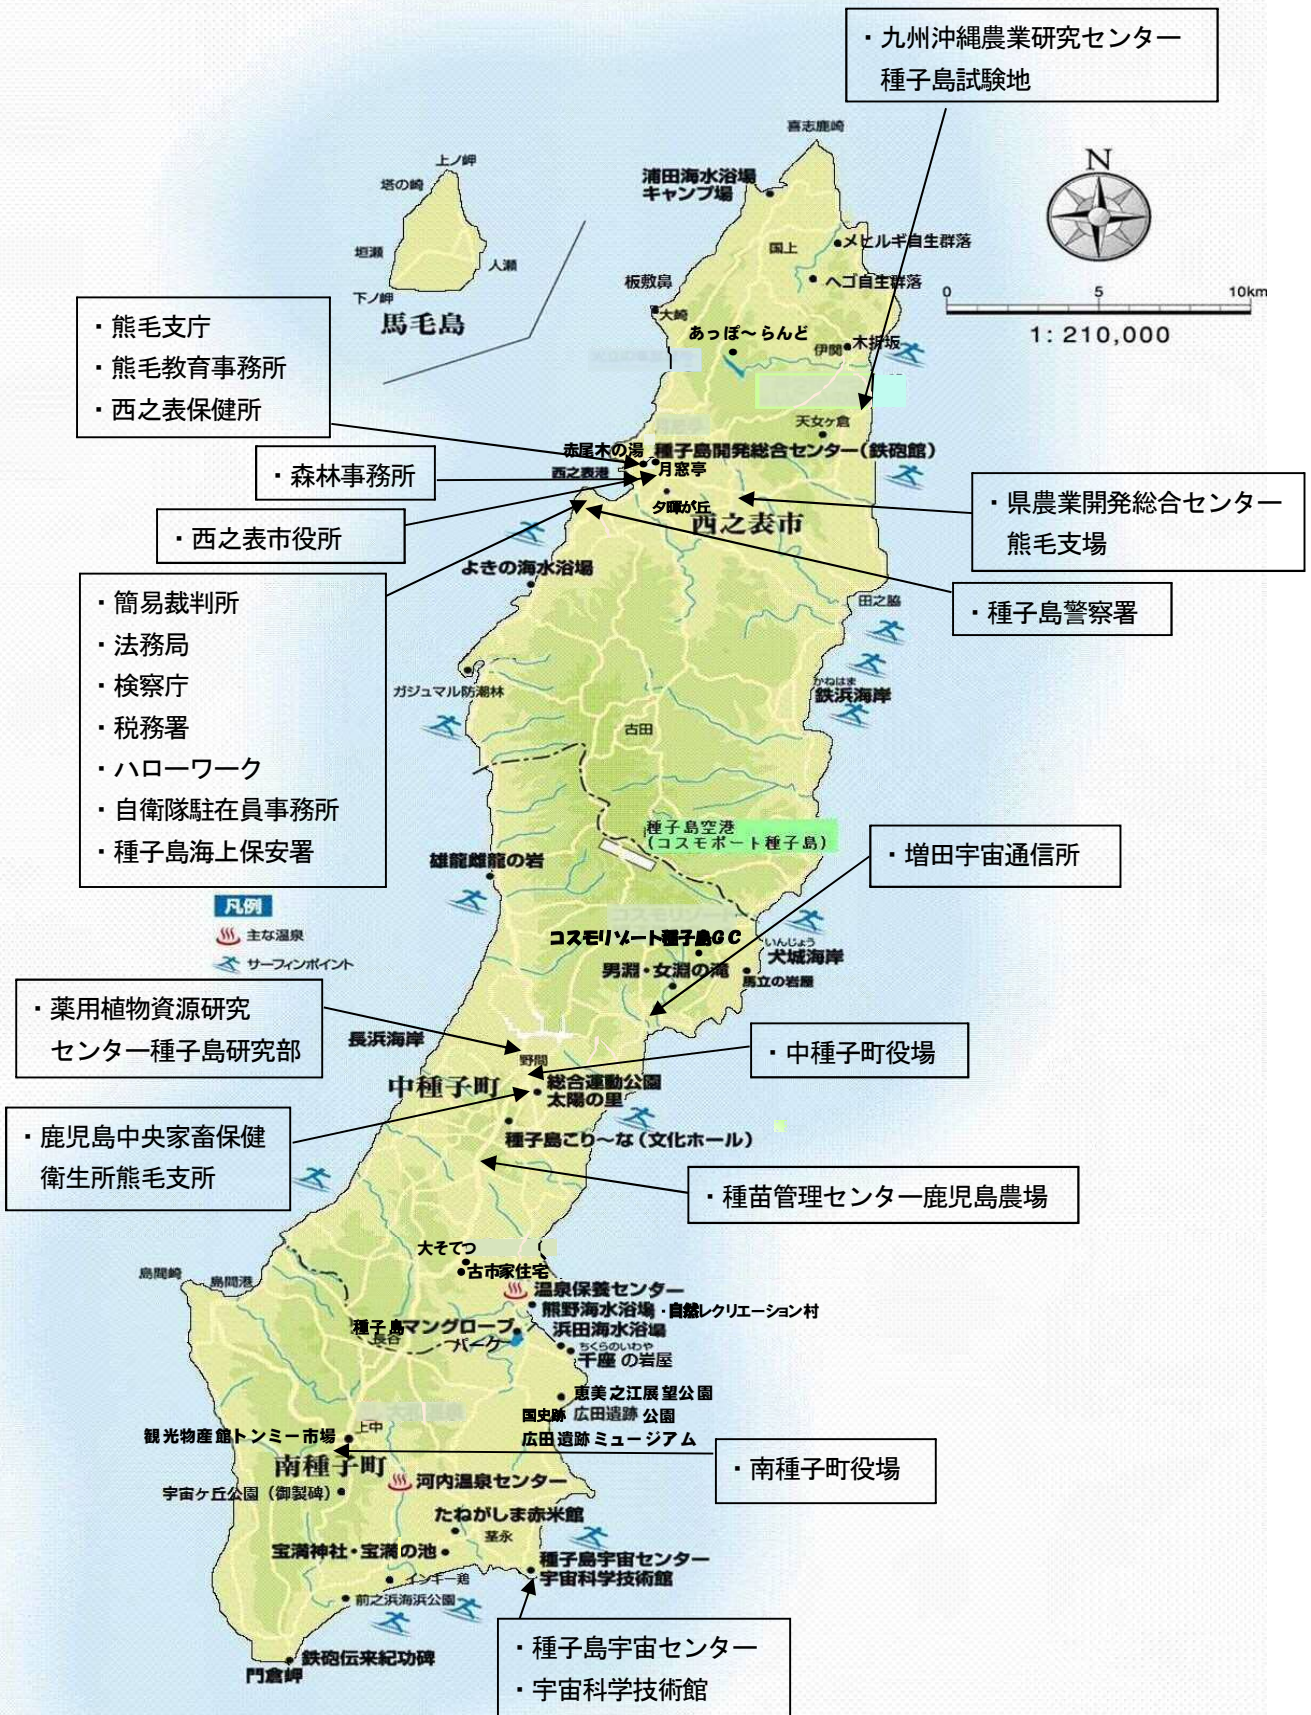 ・九州沖縄農業研究センター
種子島試験地
喜志鹿崎
上ノ岬
塔の崎
垣瀬
人瀬
下ノ岬
馬毛島
浦田海水浴場
キャンプ場
N
国上
メヒルギ自生群落
ヘゴ自生群落
板敷鼻
大崎
0 5 10km
1: 210,000
あっぽ～らんど
伊関
木折坂
・熊毛支庁
・熊毛教育事務所
・西之表保健所
天女ヶ倉
赤尾木の湯
種子島開発総合センター(鉄砲館)
月窓亭
西之表港
・森林事務所
夕暉が丘
西之表市
・県農業開発総合センター
熊毛支場
・西之表市役所
よきの海水浴場
・簡易裁判所
・法務局
・検察庁
・税務署
・ハローワーク
・自衛隊駐在員事務所
・種子島海上保安署
・種子島警察署
田之脇
ガジュマル防潮林
かねはま
鉄浜海岸
古田
種子島空港
(コスモポート種子島)
・増田宇宙通信所
雄龍雌龍の岩
凡例
主な温泉
サーフィンポイント
コスモリゾート
コスモリゾート種子島GC
いんじょう
犬城海岸
男淵・女淵の滝
馬立の岩屋
・薬用植物資源研究
センター種子島研究部
長浜海岸
野間
・中種子町役場
中種子町
総合運動公園
太陽の里
・鹿児島中央家畜保健
衛生所熊毛支所
種子島こり～な(文化ホール)
・種苗管理センター鹿児島農場
大そてつ
古市家住宅
島間崎
島間港
温泉保養センター
熊野海水浴場・自然レクリエーション村
種子島マングローブ
パーク
長谷
浜田海水浴場
ちくらのいわや
千座の岩屋
恵美之江展望公園
国史跡 広田遺跡 公園
広田遺跡ミュージアム
上中
観光物産館トンミー市場
南種子町
・南種子町役場
河内温泉センター
宇宙ヶ丘公園(御製碑)
たねがしま赤米館
茎永
宝満神社・宝満の池
種子島宇宙センター
宇宙科学技術館
インギー鶏
前之浜海浜公園
・種子島宇宙センター
・宇宙科学技術館
鉄砲伝来紀功碑
門倉岬